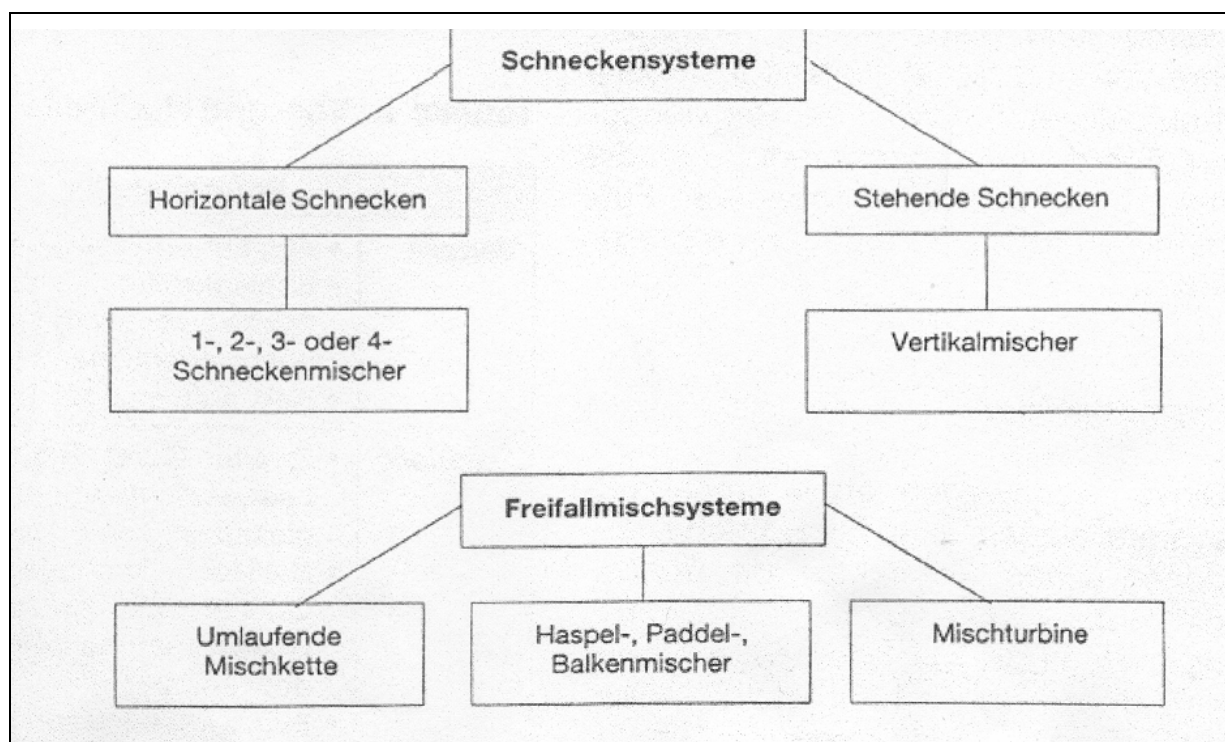 Schneckensysteme
Horizontale Schnecken
Stehende Schnecken
1-, 2-, 3- oder 4-
Schneckenmischer
Vertikalmischer
Freifallmischsysteme
Umlaufende
Mischkette
Haspel-, Paddel-,
Balkenmischer
Mischturbine